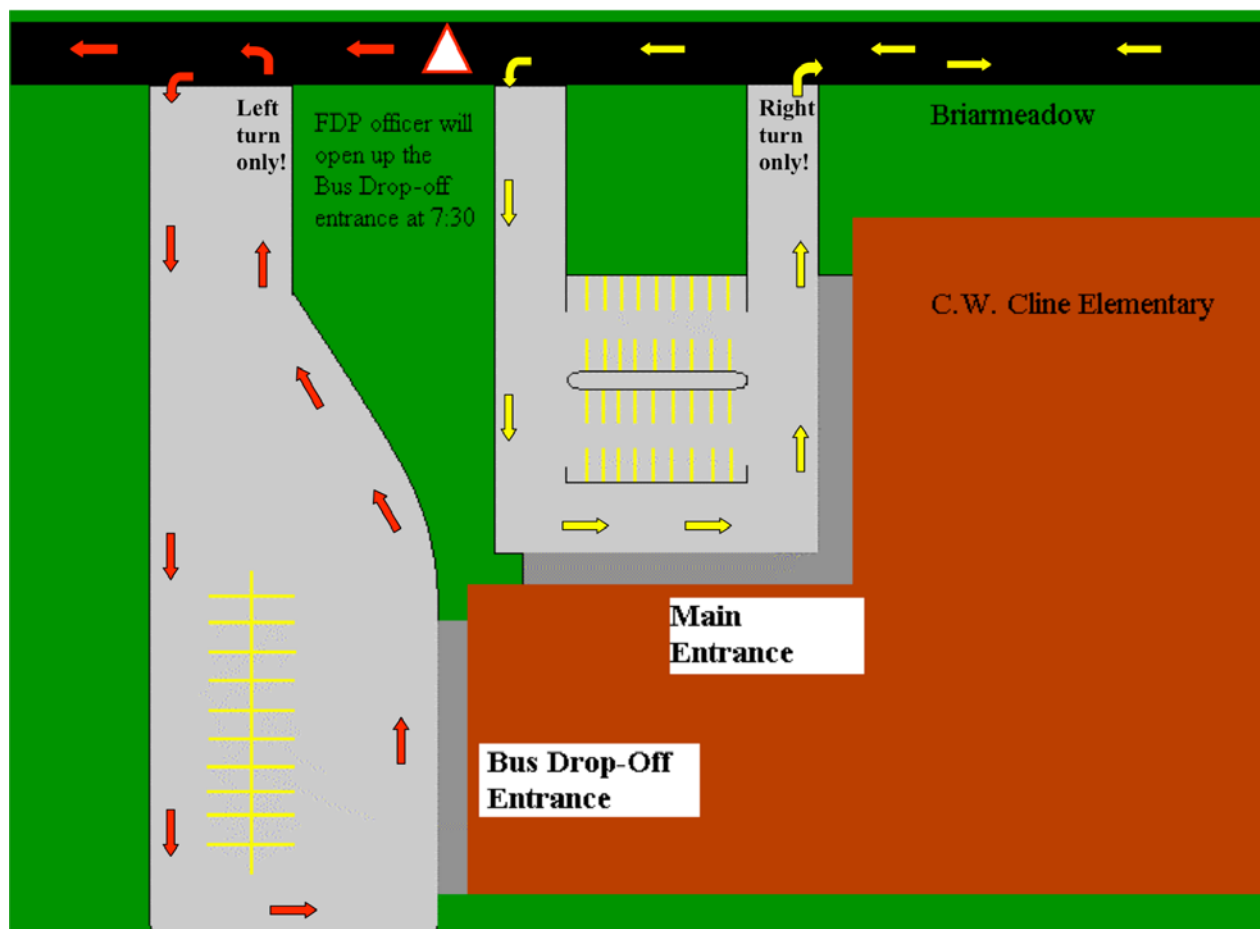 Left
turn
only!
FDP officer will
open up the
Bus Drop-off
entrance at 7:30
Right
turn
only!
Briarmeadow
C.W. Cline Elementary
Main
Entrance
Bus Drop-Off
Entrance